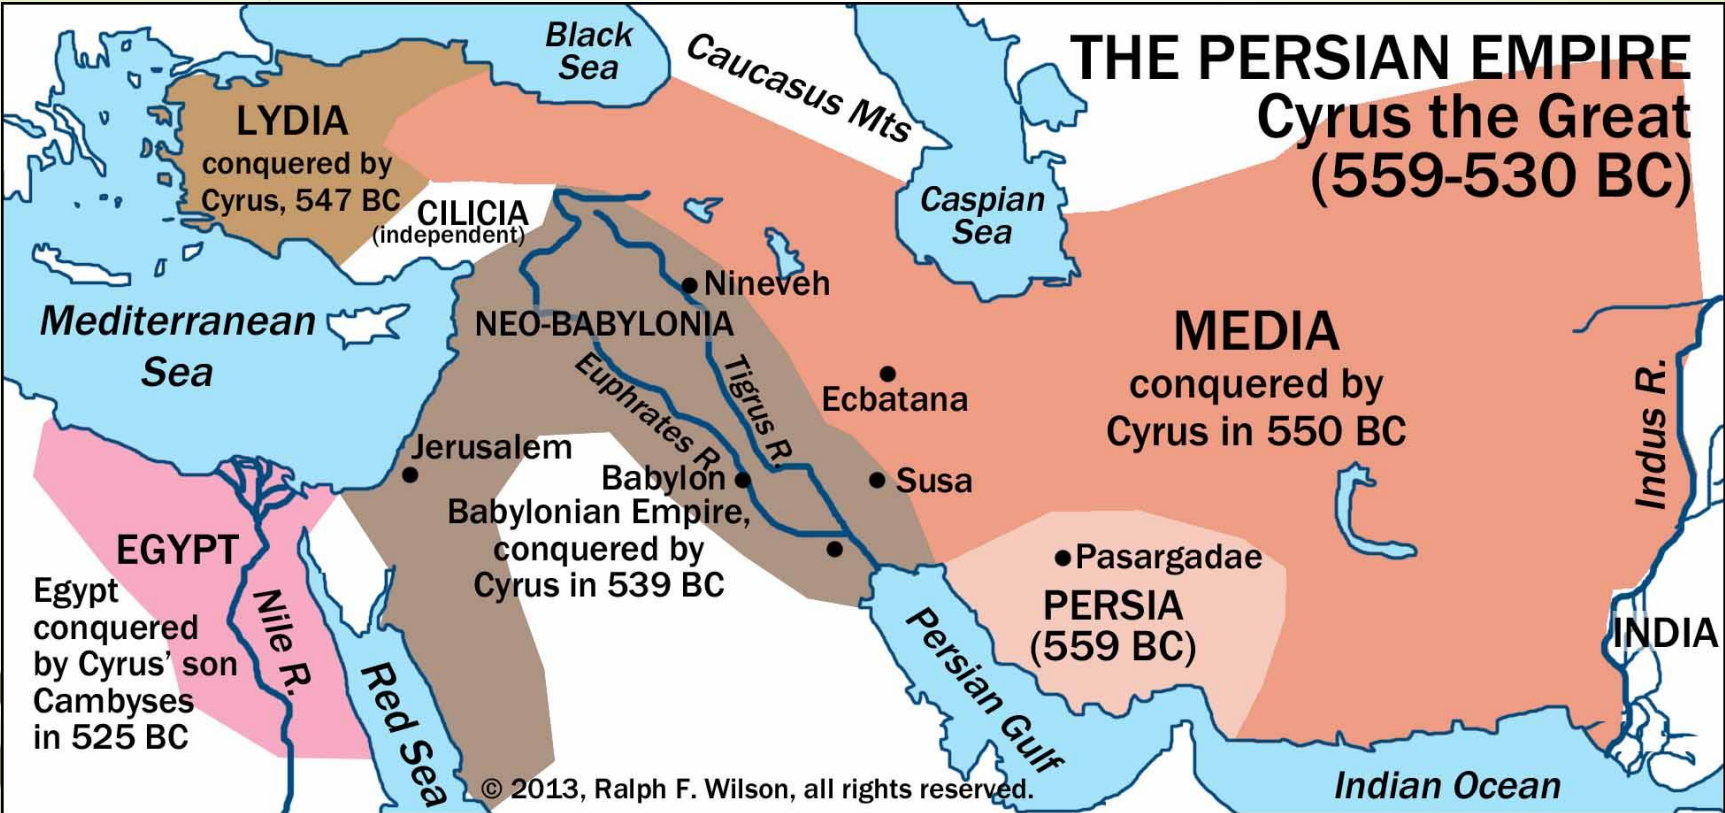 THE PERSIAN EMPIRE
Cyrus the Great
(559-530 BC)
Black
Sea
Caucasus Mts
LYDIA
conquered by
Cyrus, 547 BC
CILICIA
(independent)
Caspian
Sea
Nineveh
Mediterranean
Sea
NEO-BABYLONIA
MEDIA
conquered by
Cyrus in 550 BC
Euphrates R.
Tigrus R.
Ecbatana
Indus R.
Jerusalem
Babylon
Susa
Babylonian Empire,
conquered by
Cyrus in 539 BC
EGYPT
Egypt
conquered
by Cyrus’ son
Cambyses
in 525 BC
Nile R.
Red Sea
Pasargadae
PERSIA
(559 BC)
Persian Gulf
INDIA
Indian Ocean
© 2013, Ralph F. Wilson, all rights reserved.